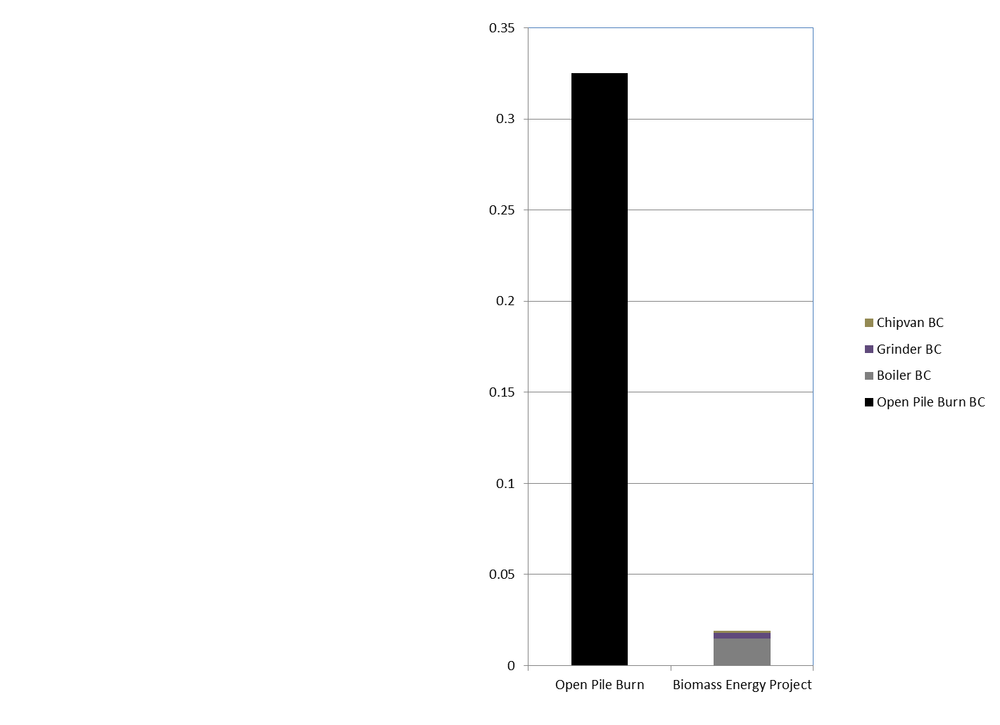 0.35
0.3
0.25
0.2
0.15
0.1
0.05
0
Open Pile Burn
Biomass Energy Project
Chipvan BC
Grinder BC
Boiler BC
Open Pile Burn BC